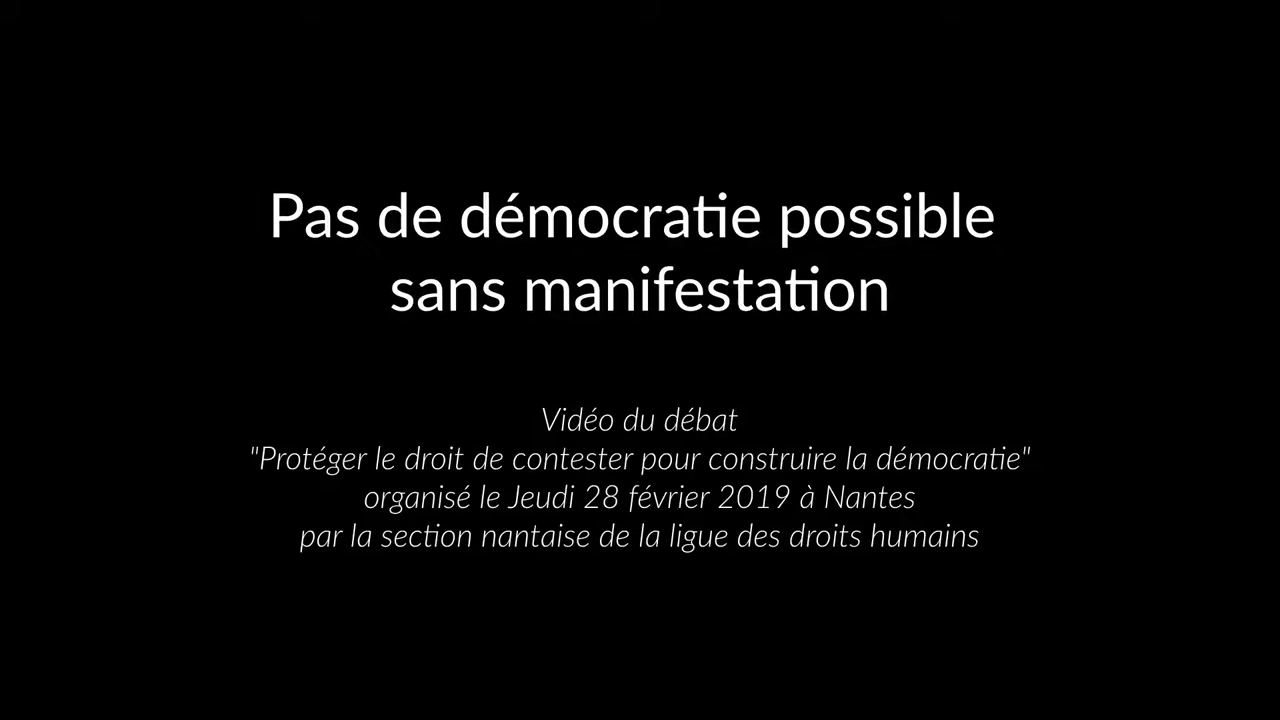 Pas de démocratie possible
sans manifestation
Vidéo du débat
"Protéger le droit de contester pour construire la démocratie"
organisé le Jeudi 28 février 2019 à Nantes
par la section nantaise de la ligue des droits humains